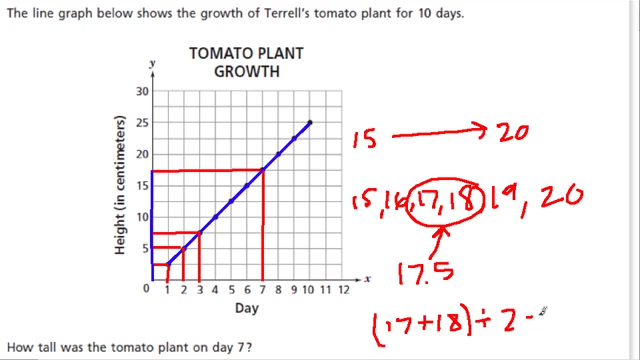 The line graph below shows the growth of Terrell's tomato plant for 10 days.
TOMATO PLANT
GROWTH
y
30
25
20
15
10
5
0 1 2 3 4 5 6 7 8 9 10 11 12 x
Height (in centimeters)
Day
15 → 20
15, 16, 17, 18, 19, 20
17.5
(17+18) ÷ 2 -
How tall was the tomato plant on day 7?